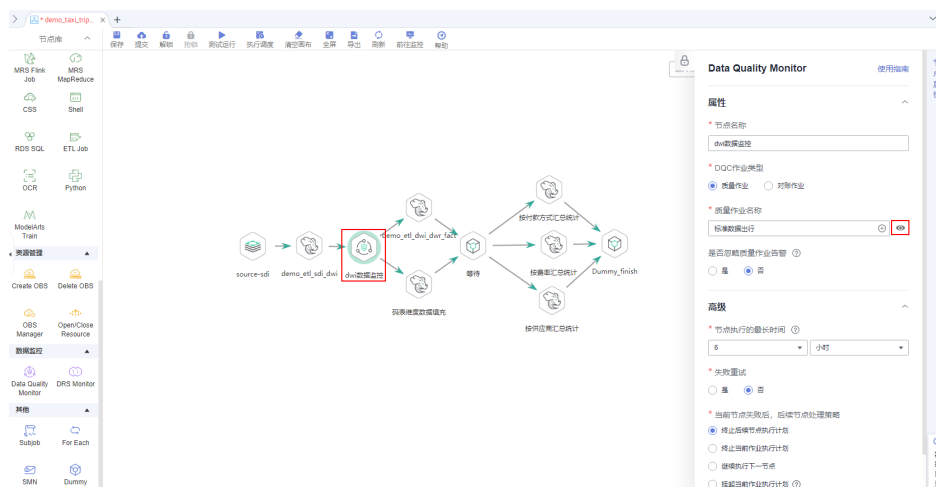 * demo_taxi_trip..
节点库
保存 提交 解锁 抢锁 测试运行 执行调度 清空画布 全屏 导出 刷新 前往监控 帮助
MRS Flink Job
MRS MapReduce
CSS
Shell
RDS SQL
ETL Job
OCR
Python
ModelArts Train
资源管理
Create OBS
Delete OBS
OBS Manager
Open/Close Resource
数据监控
Data Quality Monitor
DRS Monitor
其他
Subjob
For Each
SMN
Dummy
source-sdi
demo_etl_sdi_dwi
dwi数据监控
demo_etl_dwi_dwr_fact
码表维度数据填充
等待
按付款方式汇总统计
按费率汇总统计
按供应商汇总统计
Dummy_finish
Data Quality Monitor
使用指南
属性
* 节点名称
dwi数据监控
* DQC作业类型
质量作业 对账作业
* 质量作业名称
标准数据出行
是否忽略质量作业告警
是 否
高级
* 节点执行的最长时间
6 小时
* 失败重试
是 否
* 当前节点失败后，后续节点处理策略
终止后续节点执行计划
终止当前作业执行计划
继续执行下一节点
挂起当前作业执行计划